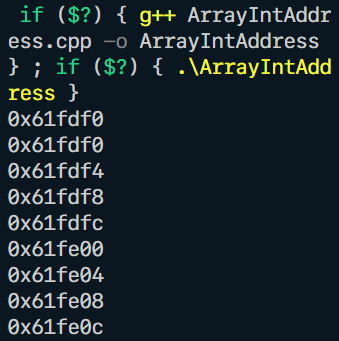 if ($?) { g++ ArrayIntAddr
ess.cpp -o ArrayIntAddress
} ; if ($?) { .\ArrayIntAdd
ress }
0x61fdf0
0x61fdf0
0x61fdf4
0x61fdf8
0x61fdfc
0x61fe00
0x61fe04
0x61fe08
0x61fe0c